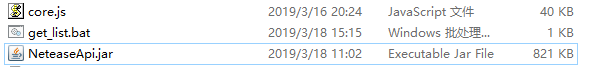 core.js 2019/3/16 20:24 JavaScript 文件 40 KB
get_list.bat 2019/3/18 15:15 Windows 批处理... 1 KB
NeteaseApi.jar 2019/3/18 11:02 Executable Jar File 821 KB